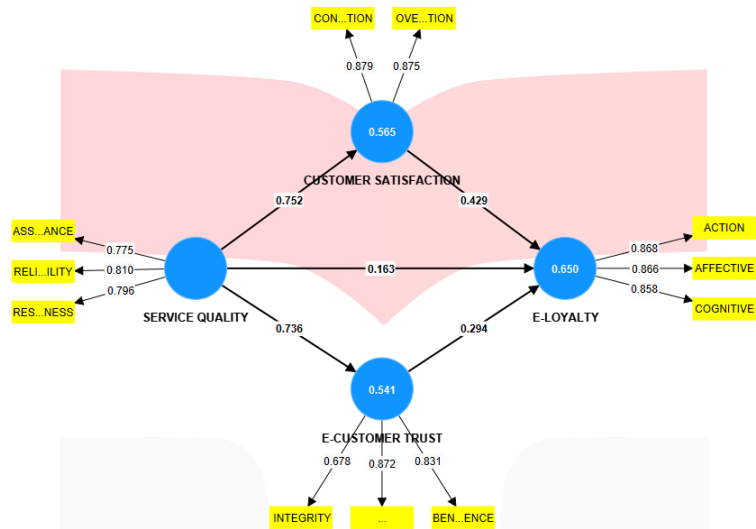 CON...TION
OVE...TION
0.879
0.875
0.565
CUSTOMER SATISFACTION
0.752
0.429
ASS...ANCE
0.775
RELI...ILITY
0.810
RES...NESS
0.796
SERVICE QUALITY
0.163
0.650
E-LOYALTY
0.868
ACTION
0.866
AFFECTIVE
0.858
COGNITIVE
0.736
0.294
0.541
E-CUSTOMER TRUST
0.678
0.872
0.831
INTEGRITY
...
BEN...ENCE